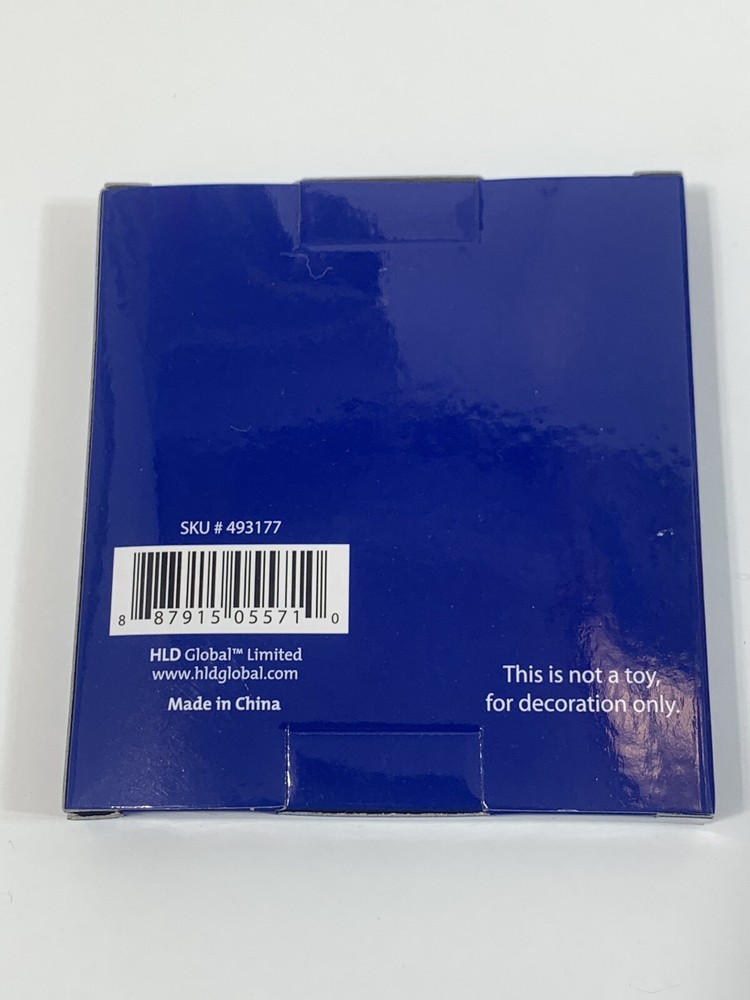 SKU # 493177
8 87915 05571 0
HLD Global™ Limited
www.hldglobal.com
Made in China
This is not a toy,
for decoration only.